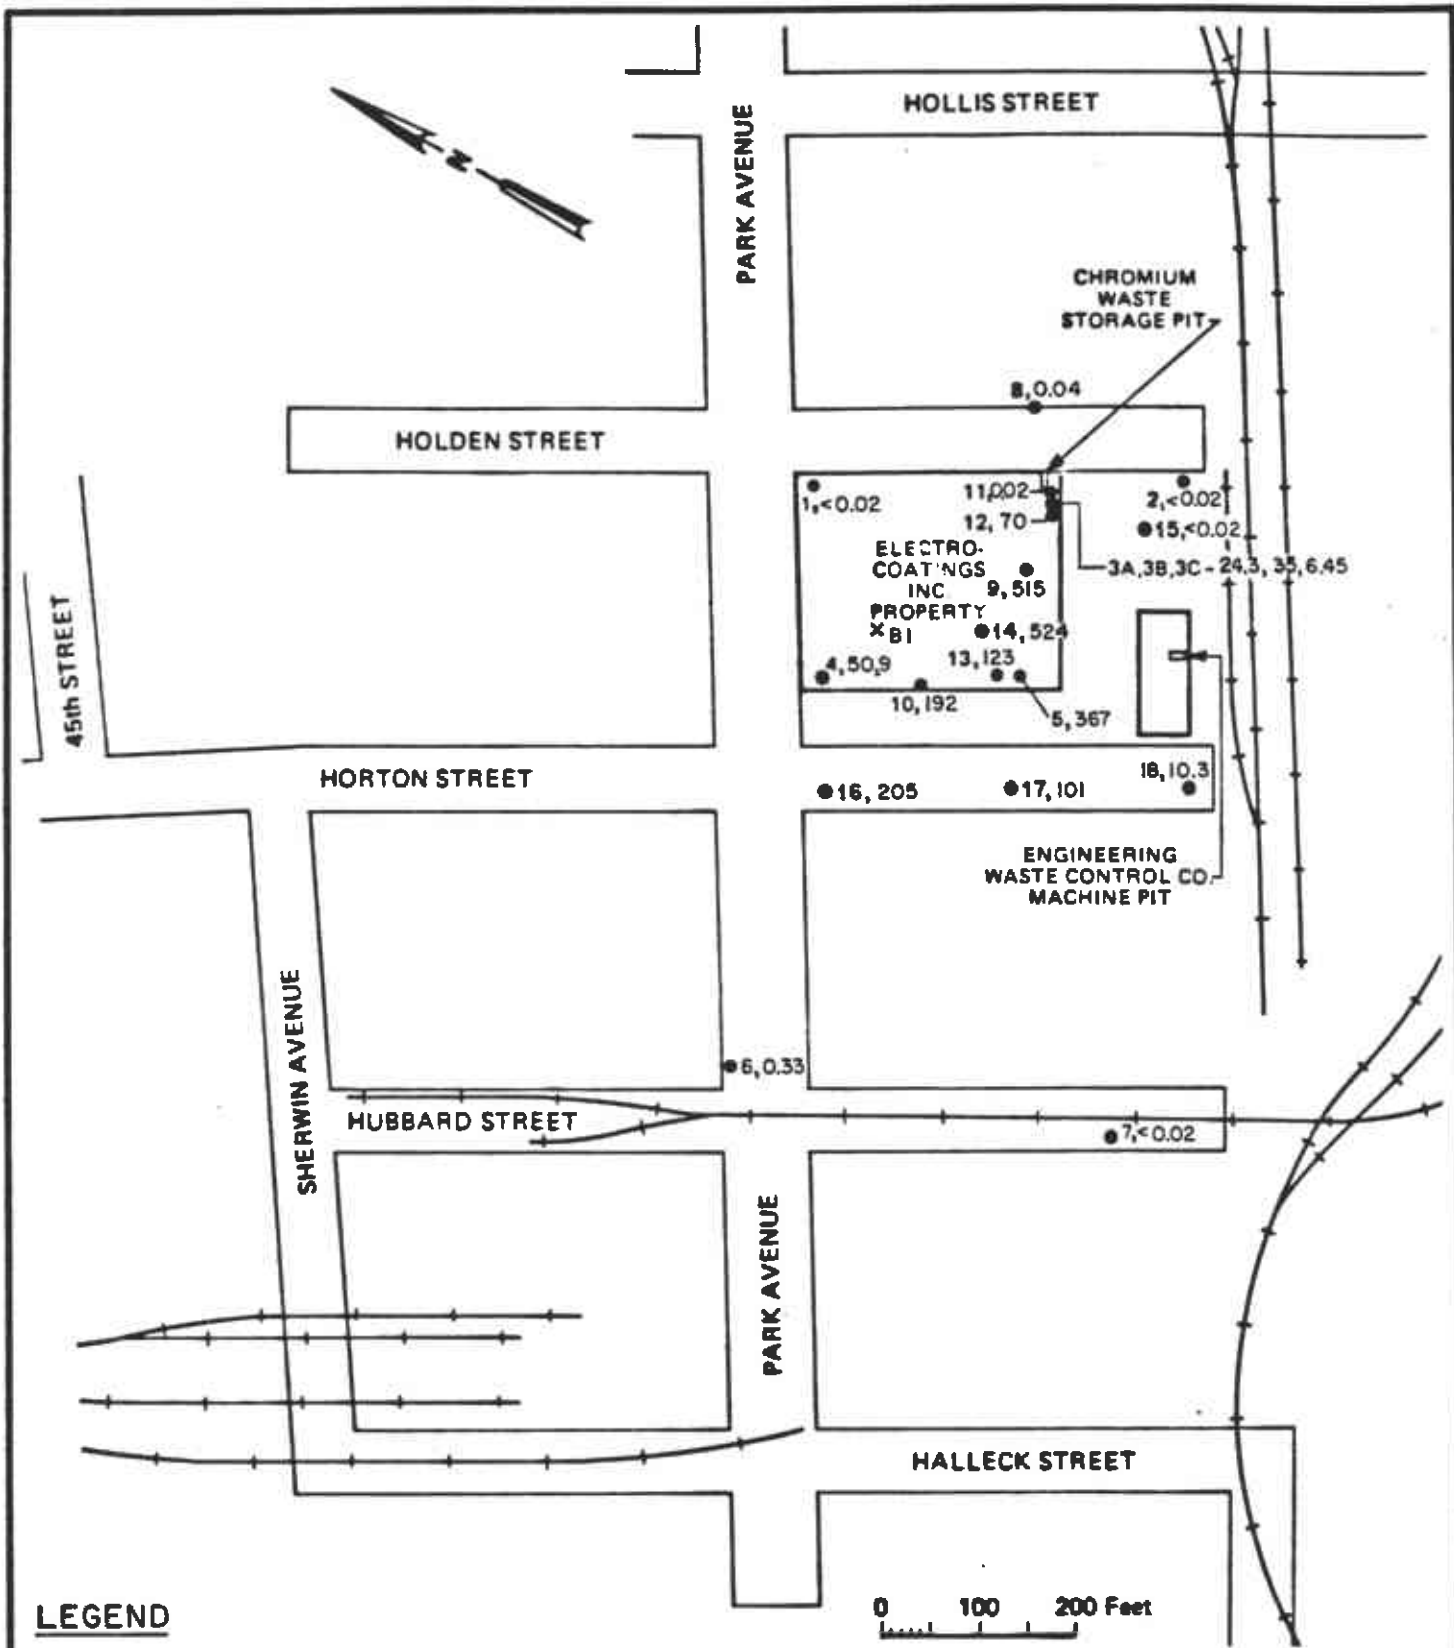 HOLLIS STREET
PARK AVENUE
N
CHROMIUM
WASTE
STORAGE PIT
8, 0.04
HOLDEN STREET
1, <0.02
11, 0.02
12, 70
2, <0.02
15, <0.02
ELECTRO-
COATINGS
INC.
PROPERTY
9, 515
3A, 3B, 3C - 24.3, 35, 6.45
B1
14, 524
4, 50.9
13, 123
10, 192
5, 367
45th STREET
HORTON STREET
16, 205
17, 101
18, 10.3
ENGINEERING
WASTE CONTROL CO.
MACHINE PIT
SHERWIN AVENUE
6, 0.33
HUBBARD STREET
7, <0.02
PARK AVENUE
HALLECK STREET
LEGEND
0 100 200 Feet